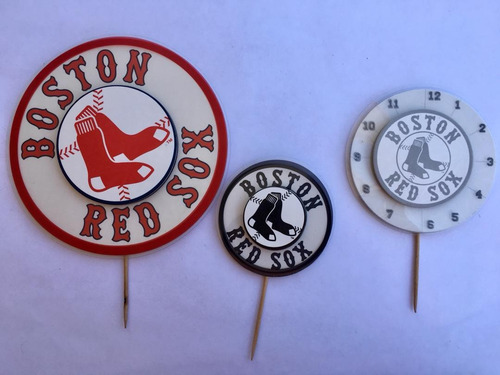 BOSTON
RED SOX
TM
BOSTON
RED SOX
11 12 1
10 2
9 3
8 4
7 6 5
BOSTON
RED SOX